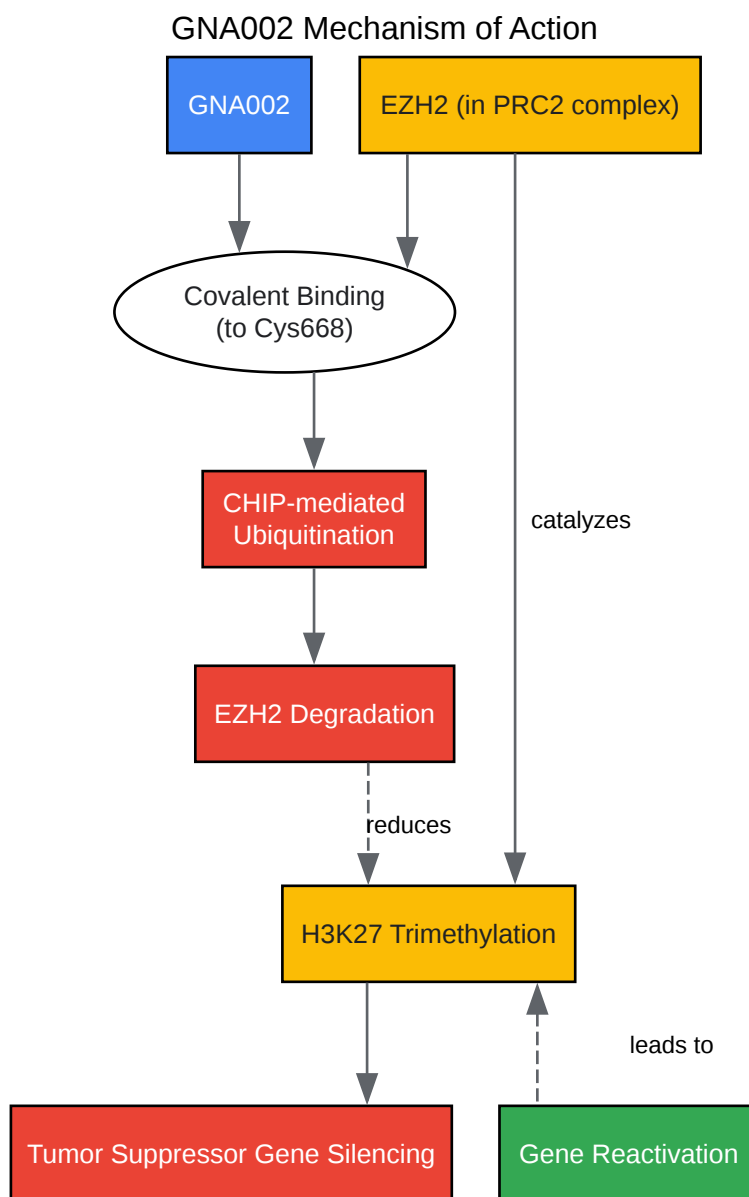 GNA002 Mechanism of Action
GNA002
EZH2 (in PRC2 complex)
Covalent Binding
(to Cys668)
CHIP-mediated
Ubiquitination
catalyzes
EZH2 Degradation
reduces
H3K27 Trimethylation
leads to
Tumor Suppressor Gene Silencing
Gene Reactivation